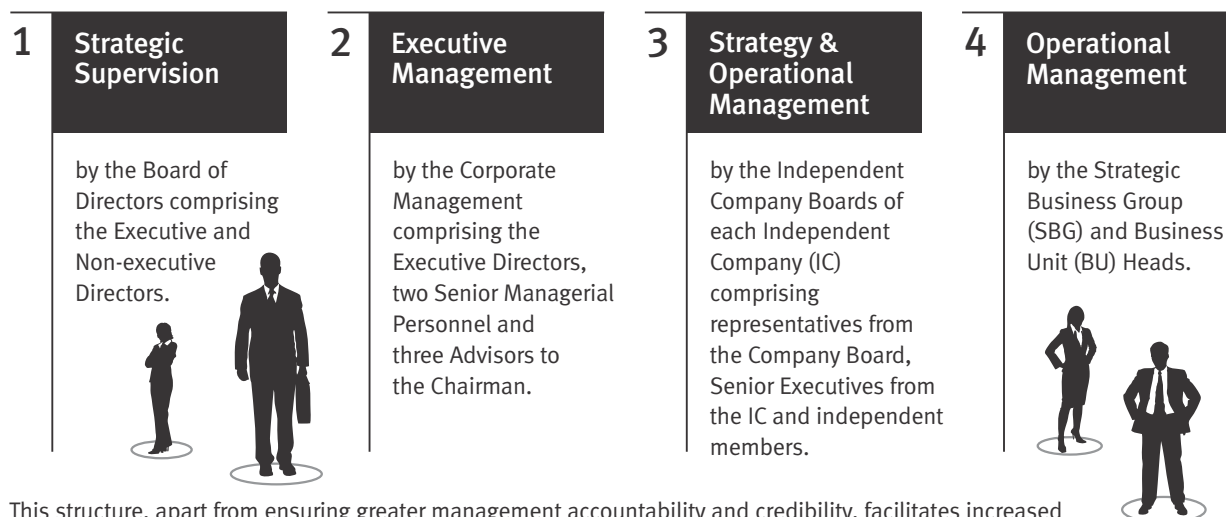 1
Strategic
Supervision
by the Board of
Directors comprising
the Executive and
Non-executive
Directors.
2
Executive
Management
by the Corporate
Management
comprising the
Executive Directors,
two Senior Managerial
Personnel and
three Advisors to
the Chairman.
3
Strategy &
Operational
Management
by the Independent
Company Boards of
each Independent
Company (IC)
comprising
representatives from
the Company Board,
Senior Executives from
the IC and independent
members.
4
Operational
Management
by the Strategic
Business Group
(SBG) and Business
Unit (BU) Heads.
This structure, apart from ensuring greater management accountability and credibility, facilitates increased